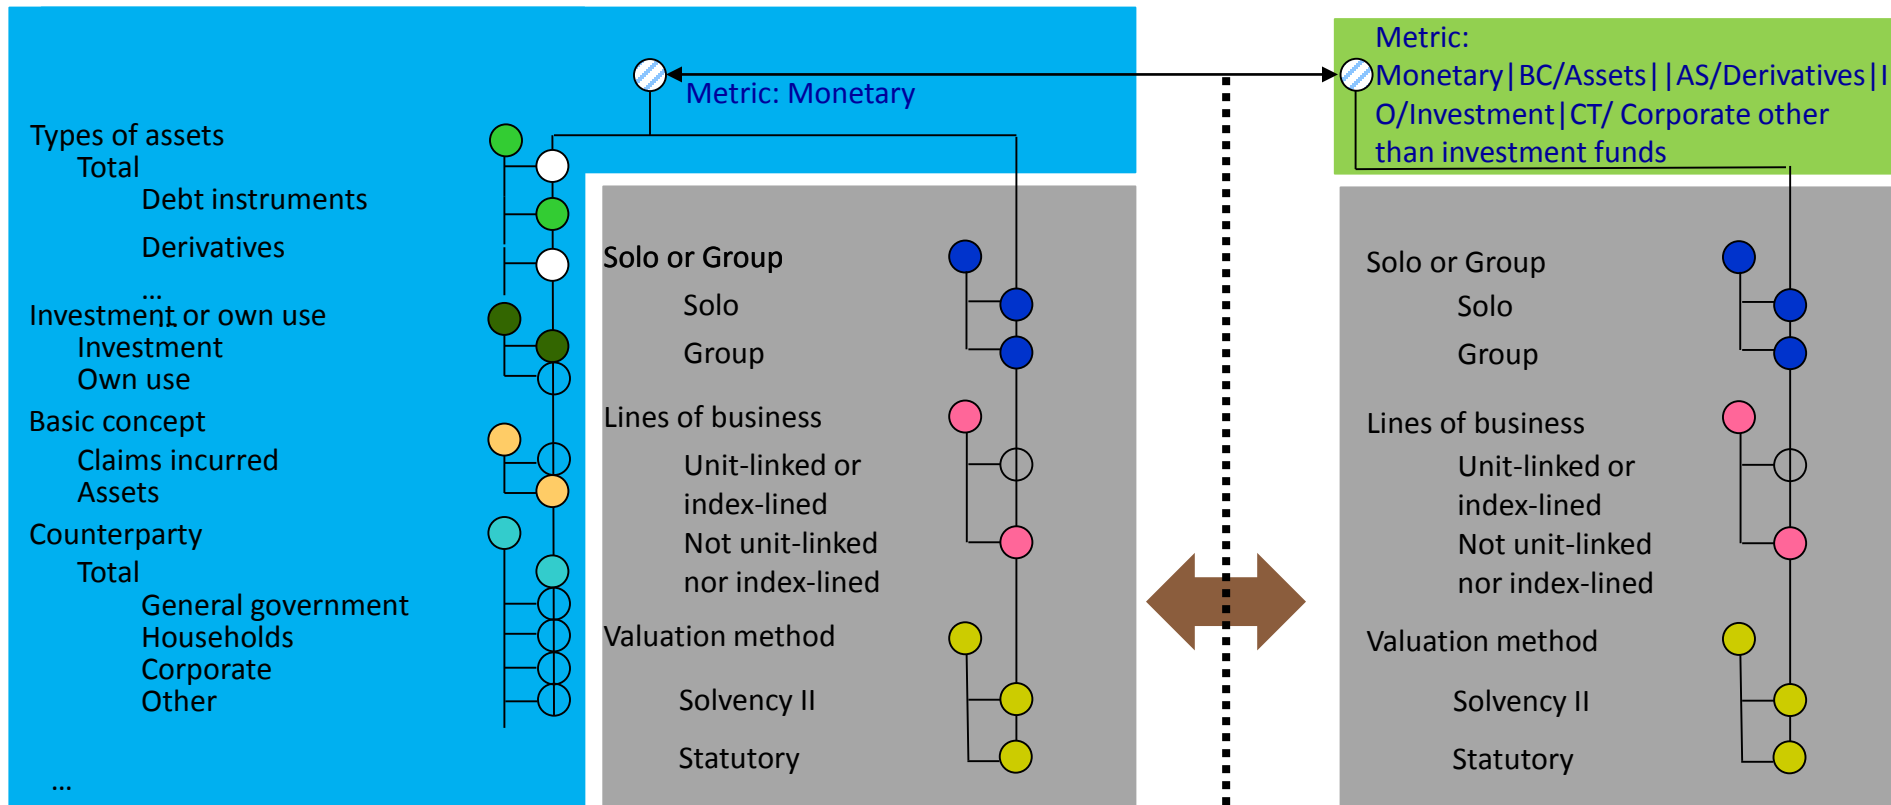 Metric: Monetary
Types of assets
Total
Debt instruments
Derivatives
...
Investment or own use
...
Investment
Own use
Basic concept
Claims incurred
Assets
Counterparty
Total
General government
Households
Corporate
Other
...
Solo or Group
Solo
Group
Lines of business
Unit-linked or
index-lined
Not unit-linked
nor index-lined
Valuation method
Solvency II
Statutory
Metric:
Monetary|BC/Assets||AS/Derivatives|I
O/Investment|CT/ Corporate other
than investment funds
Solo or Group
Solo
Group
Lines of business
Unit-linked or
index-lined
Not unit-linked
nor index-lined
Valuation method
Solvency II
Statutory